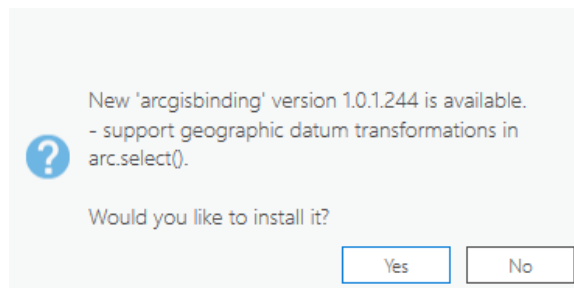 New 'arcgisbinding' version 1.0.1.244 is available.
- support geographic datum transformations in
arc.select().
Would you like to install it?
Yes No